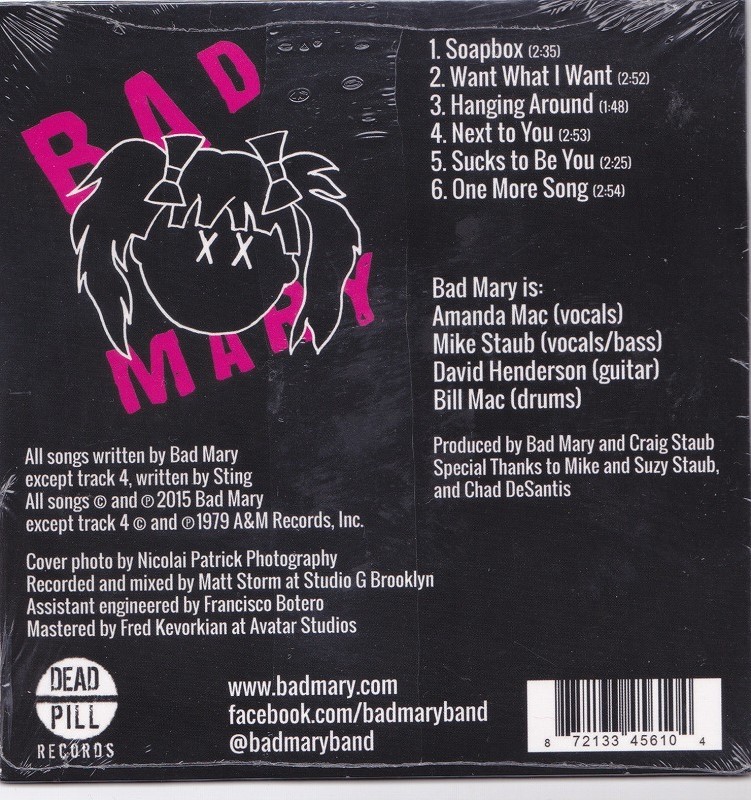 BAD
MARY
1. Soapbox (2:35)
2. Want What I Want (2:52)
3. Hanging Around (1:48)
4. Next to You (2:53)
5. Sucks to Be You (2:25)
6. One More Song (2:54)
Bad Mary is:
Amanda Mac (vocals)
Mike Staub (vocals/bass)
David Henderson (guitar)
Bill Mac (drums)
Produced by Bad Mary and Craig Staub
Special Thanks to Mike and Suzy Staub,
and Chad DeSantis
All songs written by Bad Mary
except track 4, written by Sting
All songs © and ℗ 2015 Bad Mary
except track 4 © and ℗ 1979 A&M Records, Inc.
Cover photo by Nicolai Patrick Photography
Recorded and mixed by Matt Storm at Studio G Brooklyn
Assistant engineered by Francisco Botero
Mastered by Fred Kevorkian at Avatar Studios
DEAD
PILL
RECORDS
www.badmary.com
facebook.com/badmaryband
@badmaryband
8 72133 45610 4